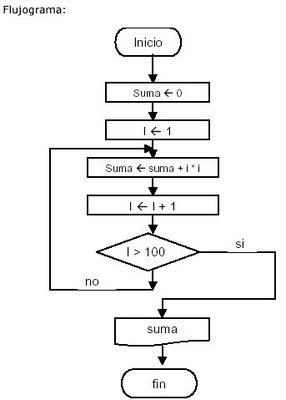 Flujograma:
Inicio
Suma ← 0
I ← 1
Suma ← suma + i * i
I ← I + 1
I > 100
si
no
suma
fin